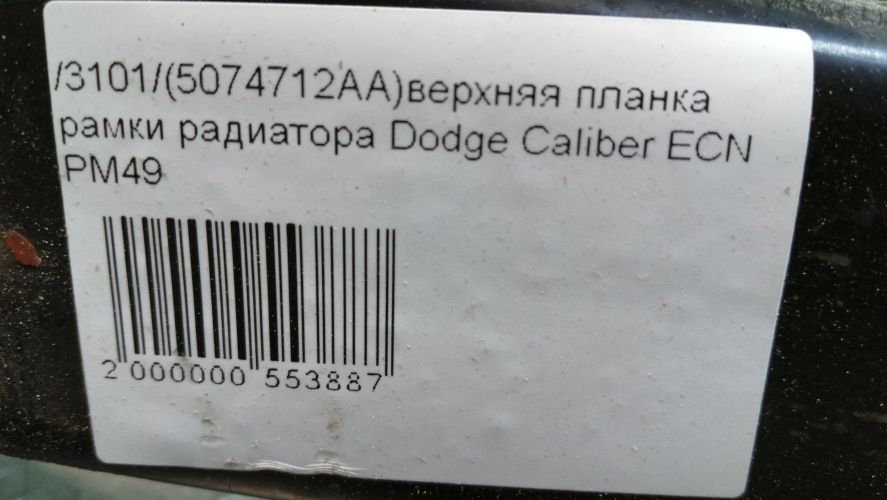 /3101/(5074712AA)верхняя планка
рамки радиатора Dodge Caliber ECN
PM49
2 000000 553887